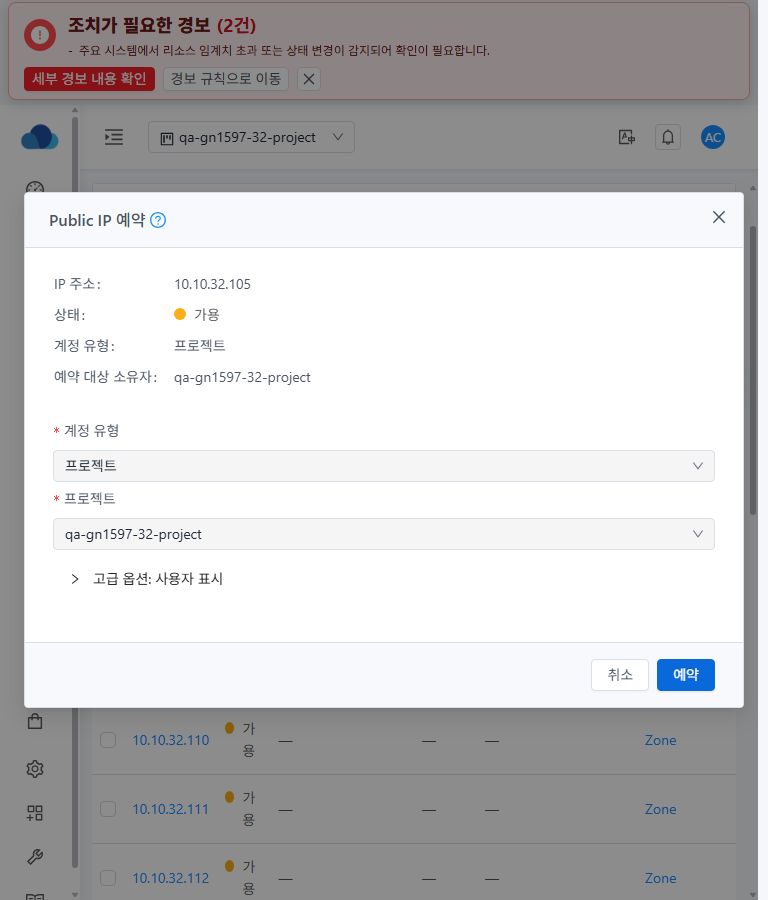 조치가 필요한 경보 (2건)
- 주요 시스템에서 리소스 임계치 초과 또는 상태 변경이 감지되어 확인이 필요합니다.
세부 경보 내용 확인 경보 규칙으로 이동
qa-gn1597-32-project
AC
Public IP 예약
IP 주소: 10.10.32.105
상태: 가용
계정 유형: 프로젝트
예약 대상 소유자: qa-gn1597-32-project
* 계정 유형
프로젝트
* 프로젝트
qa-gn1597-32-project
고급 옵션: 사용자 표시
취소 예약
10.10.32.110 가용 — — — Zone
10.10.32.111 가용 — — — Zone
10.10.32.112 가용 — — — Zone